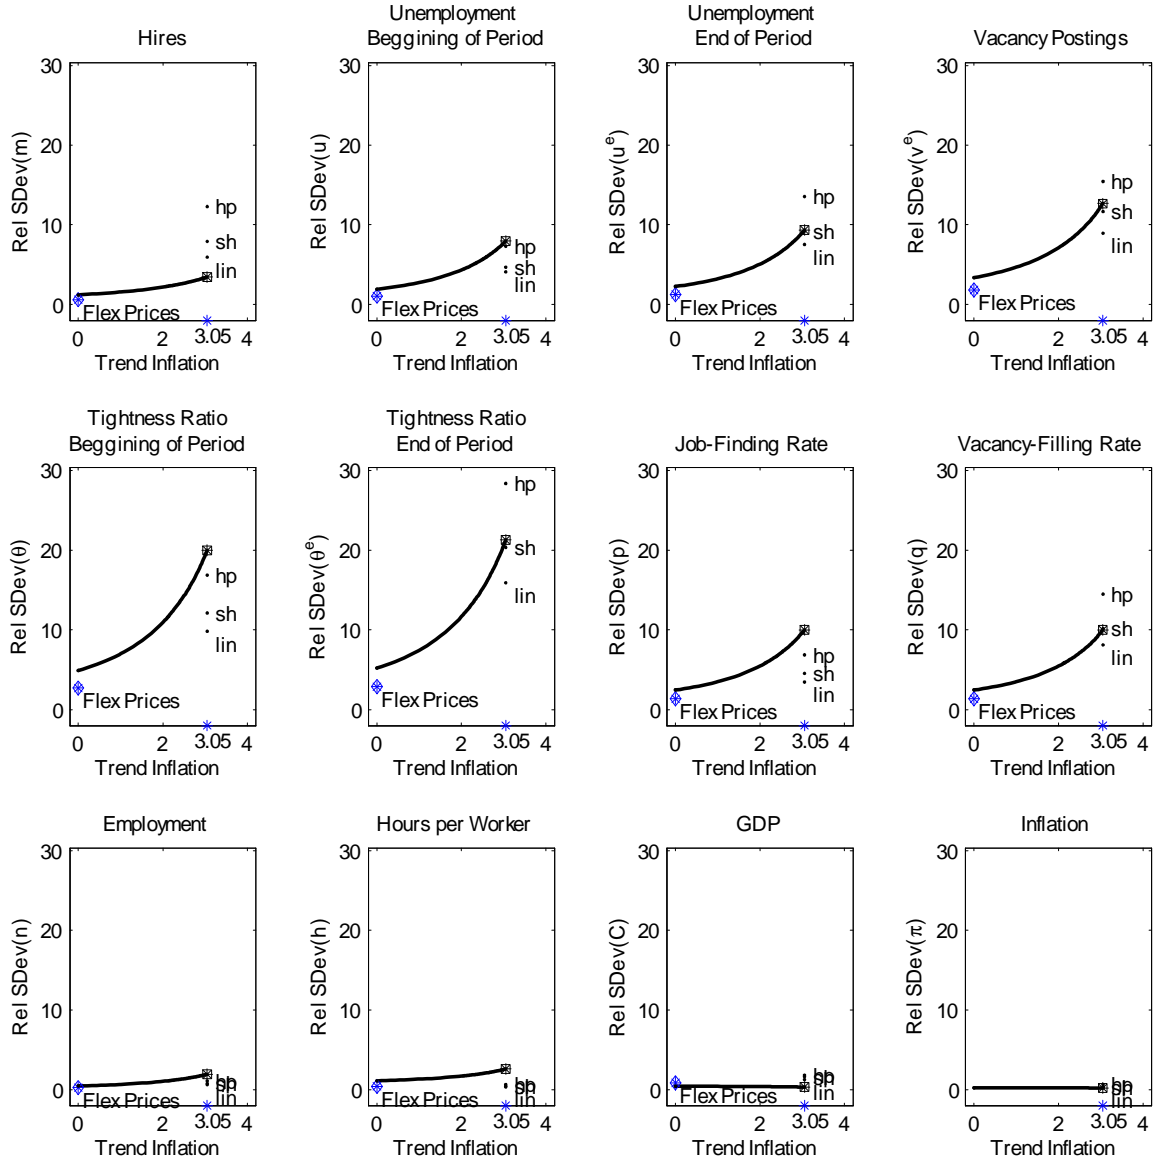 Hires
Rel SDev(m)
30
20
10
0
hp
sh
lin
Flex Prices
0 2 3.05 4
Trend Inflation
Unemployment
Beggining of Period
Rel SDev(u)
30
20
10
0
hp
sh
lin
Flex Prices
0 2 3.05 4
Trend Inflation
Unemployment
End of Period
Rel SDev(u^e)
30
20
10
0
hp
sh
lin
Flex Prices
0 2 3.05 4
Trend Inflation
Vacancy Postings
Rel SDev(v^e)
30
20
10
0
hp
sh
lin
Flex Prices
0 2 3.05 4
Trend Inflation
Tightness Ratio
Beggining of Period
Rel SDev(θ)
30
20
10
0
hp
sh
lin
Flex Prices
0 2 3.05 4
Trend Inflation
Tightness Ratio
End of Period
Rel SDev(θ^e)
30
20
10
0
hp
sh
lin
Flex Prices
0 2 3.05 4
Trend Inflation
Job-Finding Rate
Rel SDev(p)
30
20
10
0
hp
sh
lin
Flex Prices
0 2 3.05 4
Trend Inflation
Vacancy-Filling Rate
Rel SDev(q)
30
20
10
0
hp
sh
lin
Flex Prices
0 2 3.05 4
Trend Inflation
Employment
Rel SDev(n)
30
20
10
0
hp
sh
lin
Flex Prices
0 2 3.05 4
Trend Inflation
Hours per Worker
Rel SDev(h)
30
20
10
0
hp
sh
lin
Flex Prices
0 2 3.05 4
Trend Inflation
GDP
Rel SDev(C)
30
20
10
0
hp
sh
lin
Flex Prices
0 2 3.05 4
Trend Inflation
Inflation
Rel SDev(π)
30
20
10
0
hp
sh
lin
0 2 3.05 4
Trend Inflation